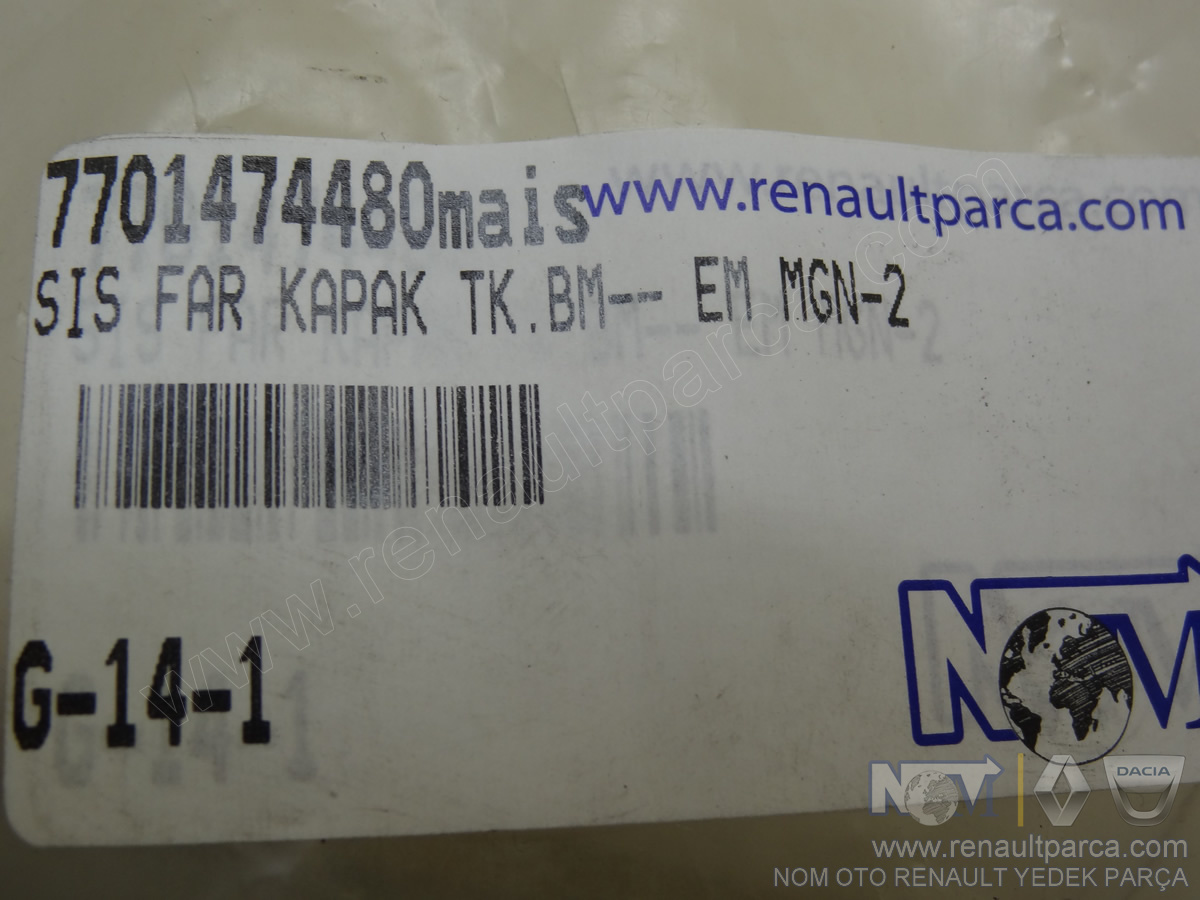 7701474480mais www.renaultparca.com
SIS FAR KAPAK TK.BM-- EM MGN-2
www.renaultparca.com
G-14-1
NOM
NOM DACIA
www.renaultparca.com
NOM OTO RENAULT YEDEK PARÇA